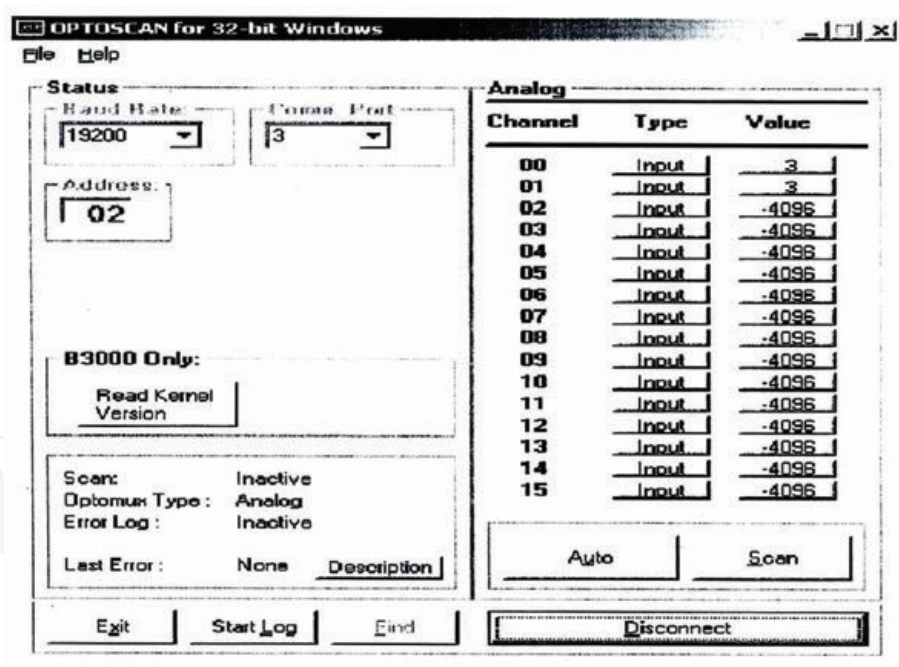 OPTOSCAN for 32-bit Windows
File Help
Status
Baud Rate:
19200
Comm. Port
3
Address:
02
B3000 Only:
Read Kernel
Version
Scan: Inactive
Optomux Type : Analog
Error Log : Inactive
Last Error : None Description
Analog
Channel Type Value
00 Input 3
01 Input 3
02 Input -4096
03 Input -4096
04 Input -4096
05 Input -4096
06 Input -4096
07 Input -4096
08 Input -4096
09 Input -4096
10 Input -4096
11 Input -4096
12 Input -4096
13 Input -4096
14 Input -4096
15 Input -4096
Auto Scan
Exit Start Log Find Disconnect